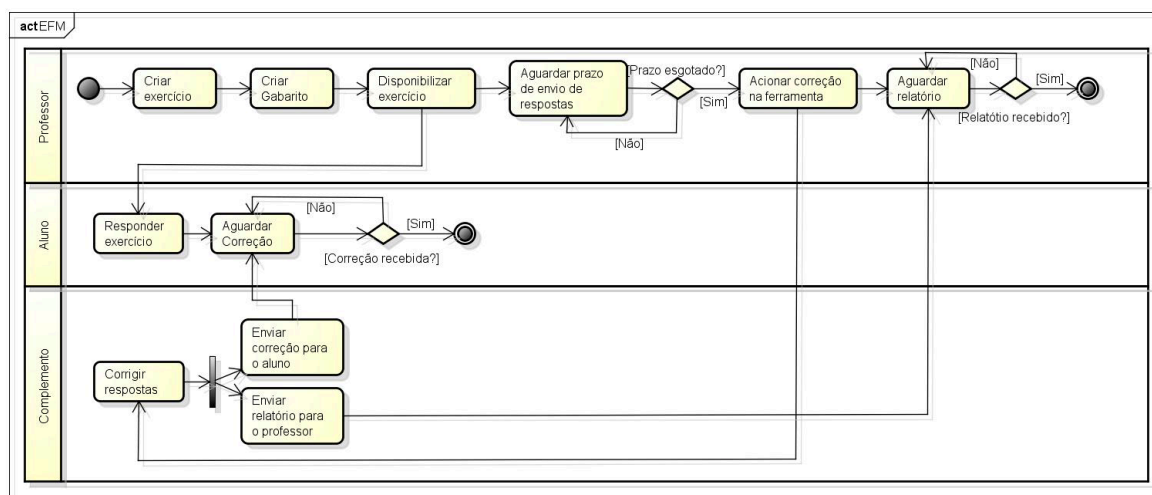 act EFM
Professor
Criar
exercício
Criar
Gabarito
Disponibilizar
exercício
Aguardar prazo
de envio de
respostas
[Prazo esgotado?]
[Sim]
[Não]
Acionar correção
na ferramenta
Aguardar
relatório
[Não]
[Sim]
[Relatótio recebido?]
Aluno
Responder
exercício
Aguardar
Correção
[Não]
[Sim]
[Correção recebida?]
Complemento
Corrigir
respostas
Enviar
correção para
o aluno
Enviar
relatório para
o professor